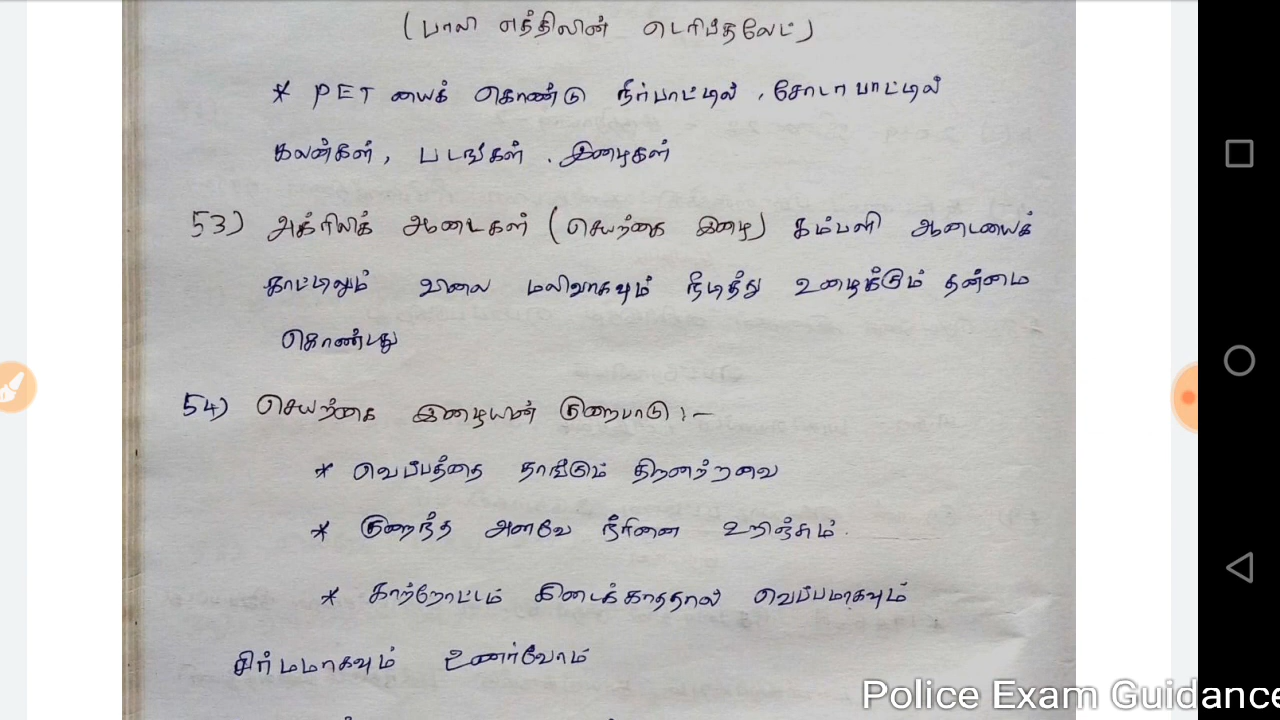 (பாலி எத்திலின் டெரிப்தலேட்)
* PET யைக் கொண்டு நீர்பாட்டில், சோடா பாட்டில்
கலன்கள், படங்கள், இழைகள்
53) அக்ரிலிக் ஆடைகள் (செயற்கை இழை) கம்பளி ஆடையைக்
காட்டிலும் விலை மலிவாகவும் நீடித்து உழைக்கும் தன்மை
கொண்டது
54) செயற்கை இழையின் குறைபாடு :-
* வெப்பத்தை தாங்கும் திறனற்றவை
* குறைந்த அளவே நீரினை உறிஞ்சும்.
* காற்றோட்டம் கிடைக்காததால் வெப்பமாகவும்
சிரமமாகவும் உணர்வோம்
Police Exam Guidance